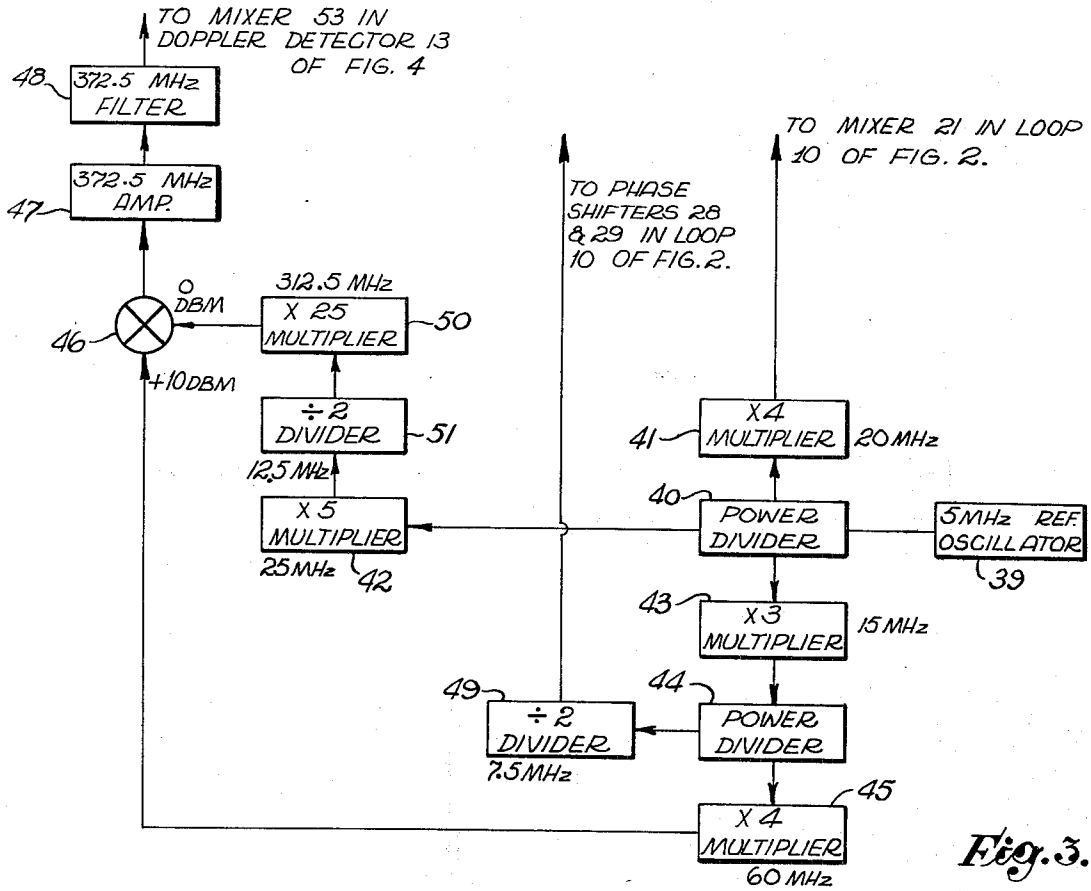 TO MIXER 53 IN
DOPPLER DETECTOR 13
OF FIG. 4
48
372.5 MHz
FILTER
372.5 MHz
AMP.
47
TO MIXER 21 IN LOOP
10 OF FIG. 2.
TO PHASE
SHIFTERS 28
& 29 IN LOOP
10 OF FIG. 2.
312.5 MHz
0
DBM
X 25
MULTIPLIER
50
46
+10 DBM
÷ 2
DIVIDER
51
12.5 MHz
X 5
MULTIPLIER
25 MHz
42
X4
MULTIPLIER
41
20 MHz
40
POWER
DIVIDER
5 MHz REF.
OSCILLATOR
39
43
X3
MULTIPLIER
15 MHz
44
POWER
DIVIDER
49
÷ 2
DIVIDER
7.5 MHz
45
X 4
MULTIPLIER
60 MHz
Fig. 3.